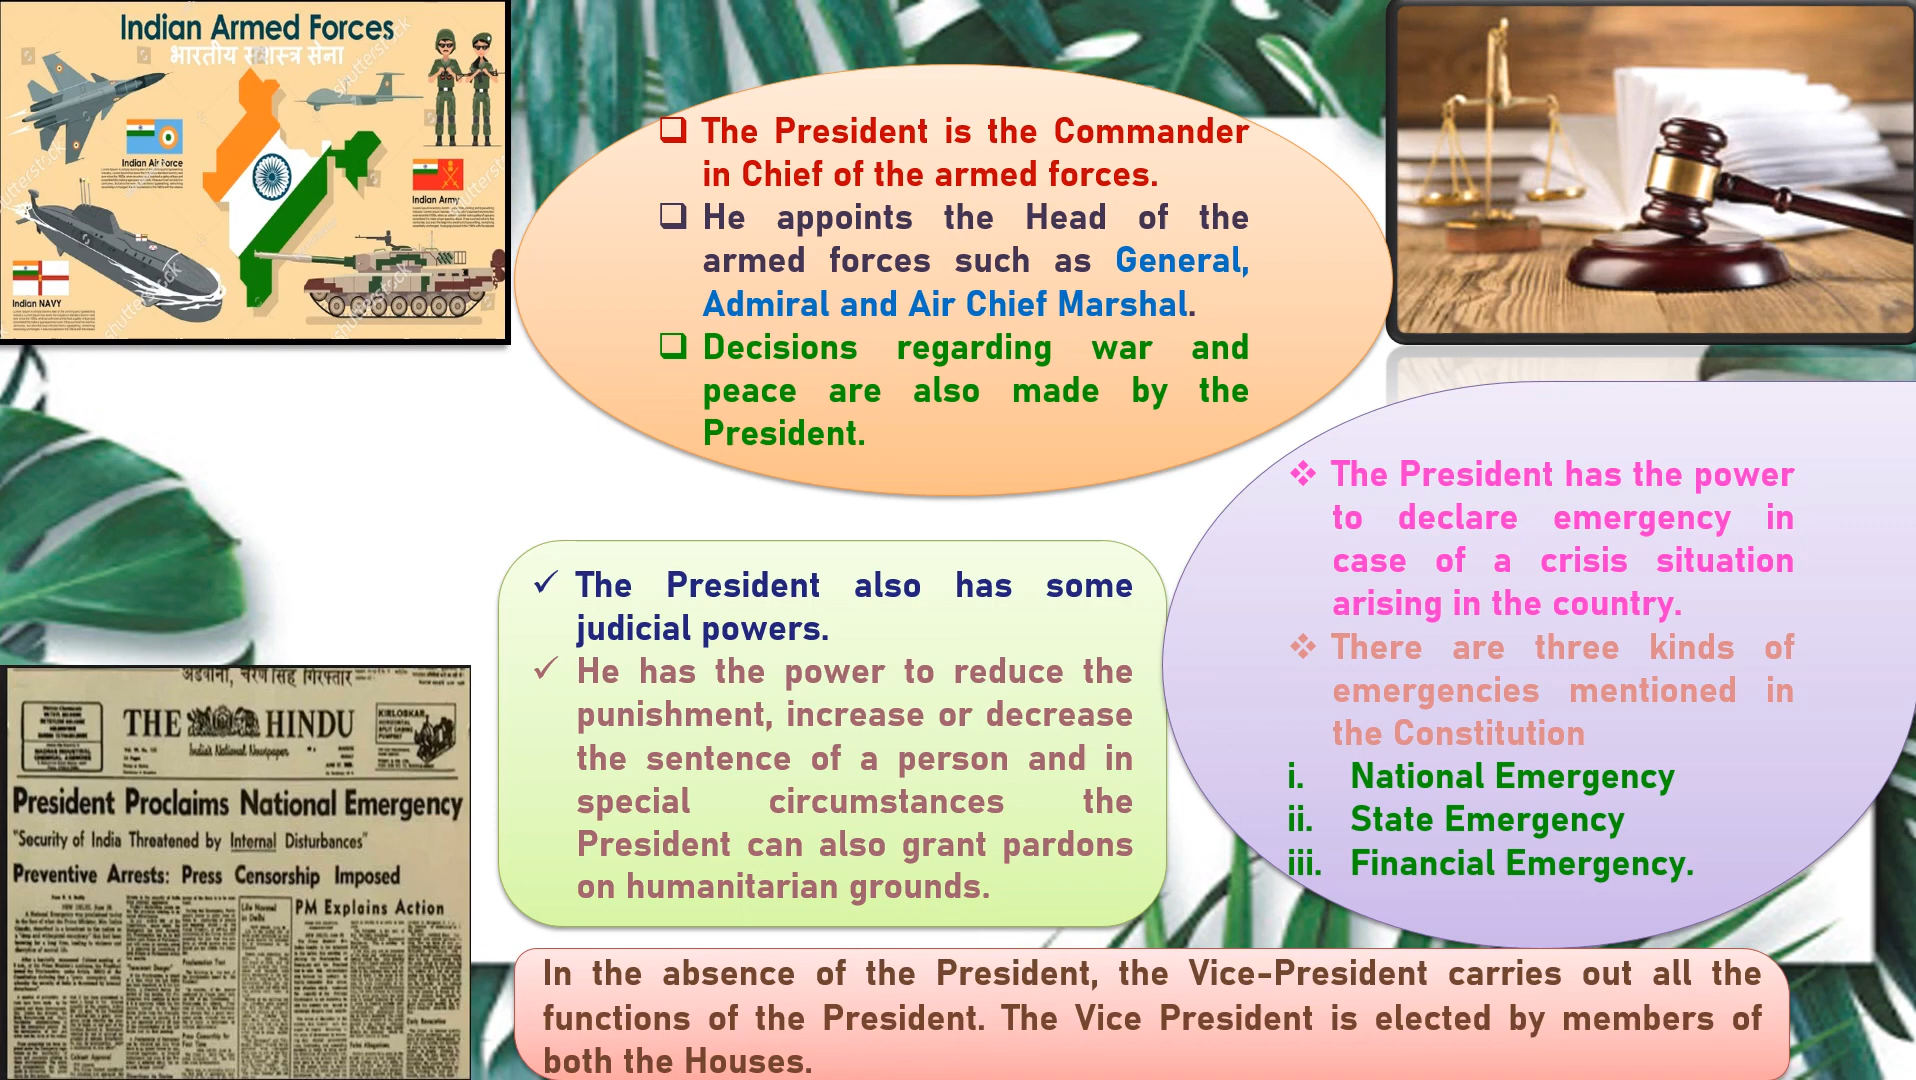 Indian Armed Forces
भारतीय सशस्त्र सेना
Indian Air Force
Indian Army
Indian NAVY
❑ The President is the Commander
in Chief of the armed forces.
❑ He appoints the Head of the
armed forces such as General,
Admiral and Air Chief Marshal.
❑ Decisions regarding war and
peace are also made by the
President.
❖ The President has the power
to declare emergency in
case of a crisis situation
arising in the country.
❖ There are three kinds of
emergencies mentioned in
the Constitution
i. National Emergency
ii. State Emergency
iii. Financial Emergency.
✓ The President also has some
judicial powers.
✓ He has the power to reduce the
punishment, increase or decrease
the sentence of a person and in
special circumstances the
President can also grant pardons
on humanitarian grounds.
THE HINDU
India's National Newspaper
KIRLOSKAR
President Proclaims National Emergency
"Security of India Threatened by Internal Disturbances"
Preventive Arrests: Press Censorship Imposed
PM Explains Action
Life Normal
in Delhi
In the absence of the President, the Vice-President carries out all the
functions of the President. The Vice President is elected by members of
both the Houses.